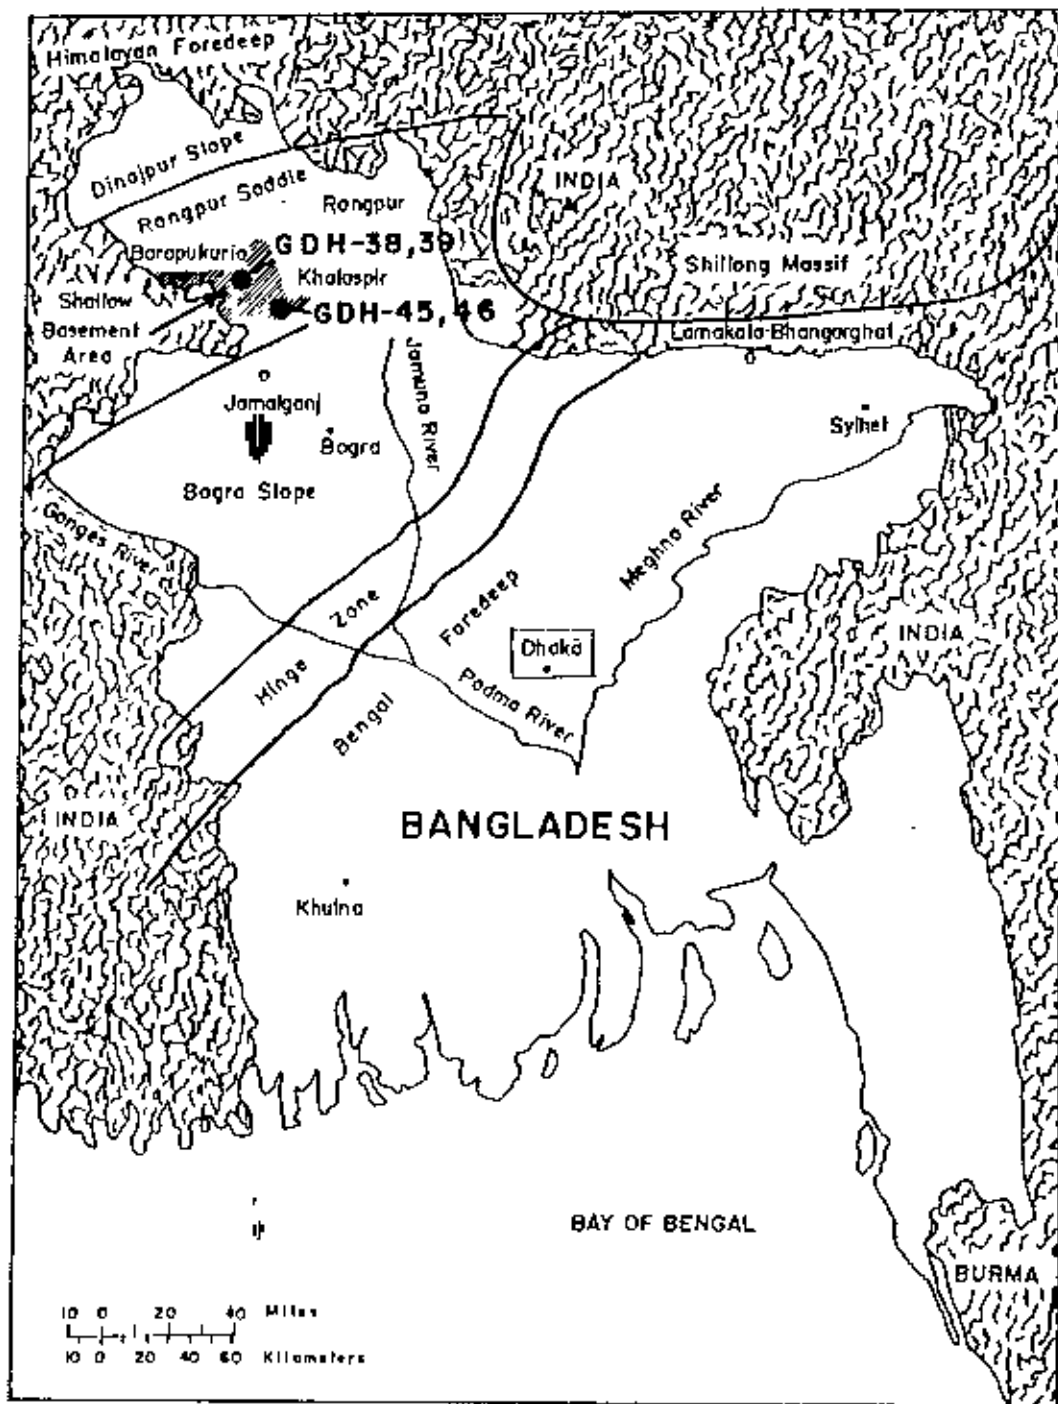 Himalayan Foredeep
Dinajpur Slope
Rangpur Saddle
Rangpur
INDIA
Barapukuria
GDH-38,39
Khalaspir
Shillong Massif
Shallow
Basement
Area
GDH-45,46
Lamakata-Bhangarghat
Jamuna River
Jamalganj
Bogra
Sylhet
Bogra Slope
Ganges River
Meghna River
Hinge Zone
Bengal Foredeep
Dhaka
INDIA
Padma River
INDIA
BANGLADESH
Khulna
BAY OF BENGAL
BURMA
10 0 20 40 Miles
10 0 20 40 60 Kilometers